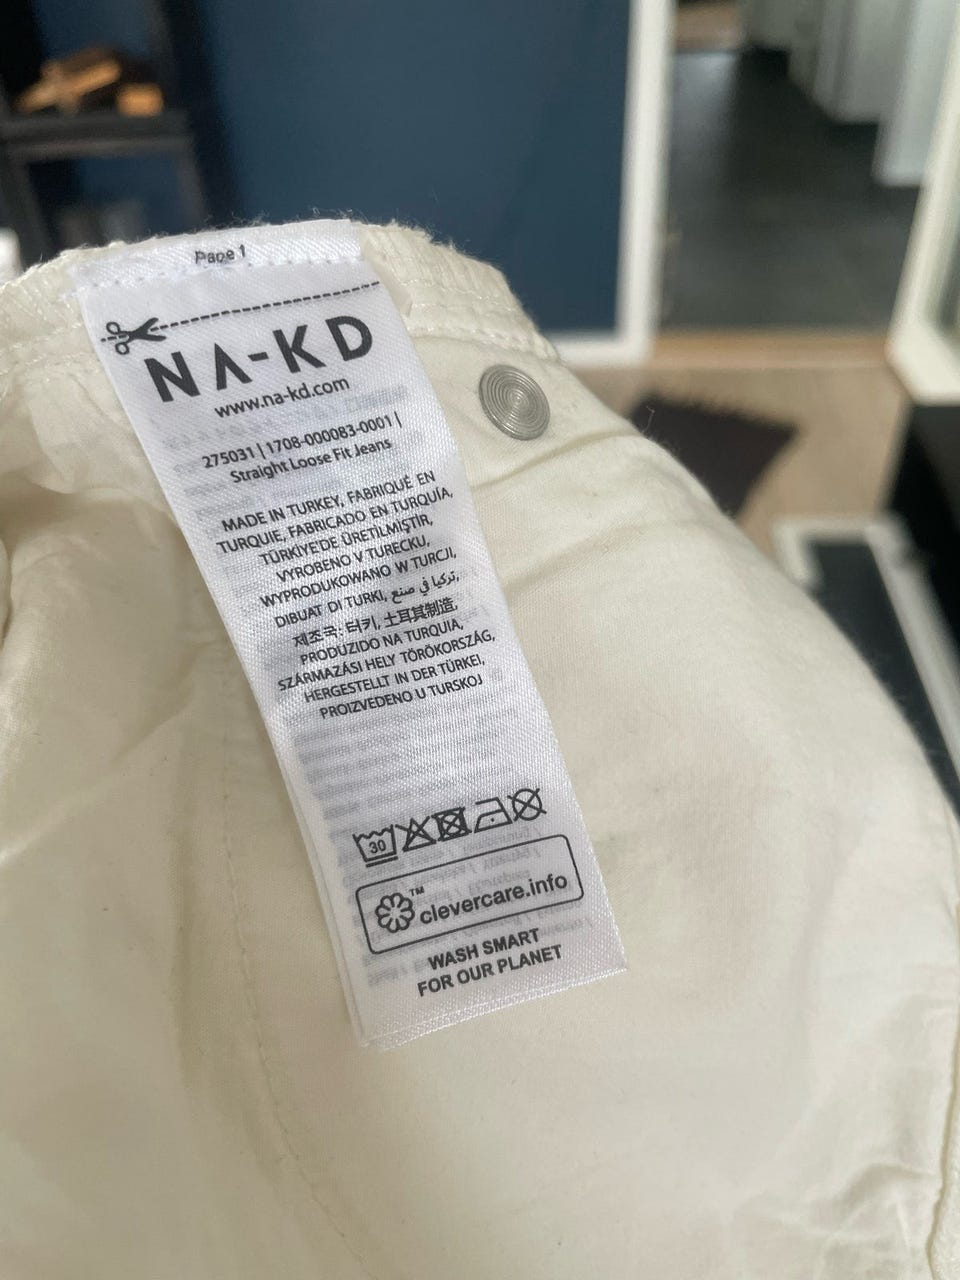 Page 1
NA-KD
www.na-kd.com
275031 | 1708-000083-0001 |
Straight Loose Fit Jeans
MADE IN TURKEY, FABRIQUÉ EN
TURQUIE, FABRICADO EN TURQUÍA,
TÜRKİYE'DE ÜRETİLMİŞTİR,
VYROBENO V TURECKU,
WYPRODUKOWANO W TURCJI,
DIBUAT DI TURKI, تركيا في صنع,
제조국: 터키, 土耳其制造,
PRODUZIDO NA TURQUIA,
SZÁRMAZÁSI HELY TÖRÖKORSZÁG,
HERGESTELLT IN DER TÜRKEI,
PROIZVEDENO U TURSKOJ
30
™
clevercare.info
WASH SMART
FOR OUR PLANET